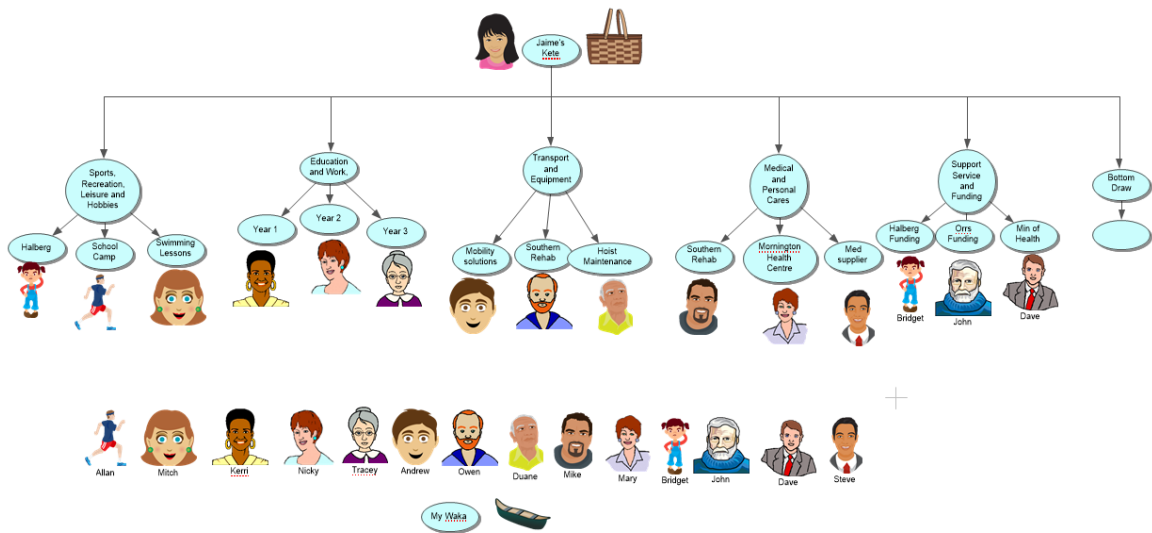 Jaime's
Kete
Sports,
Recreation,
Leisure and
Hobbies
Education
and Work,
Transport
and
Equipment
Medical
and
Personal
Cares
Support
Service
and
Funding
Bottom
Draw
Halberg
School
Camp
Swimming
Lessons
Year 1
Year 2
Year 3
Mobility
solutions
Southern
Rehab
Hoist
Maintenance
Southern
Rehab
Mornington
Health
Centre
Med
supplier
Halberg
Funding
Orrs
Funding
Min of
Health
Bridget
John
Dave
Allan
Mitch
Kerri
Nicky
Tracey
Andrew
Owen
Duane
Mike
Mary
Bridget
John
Dave
Steve
My Waka